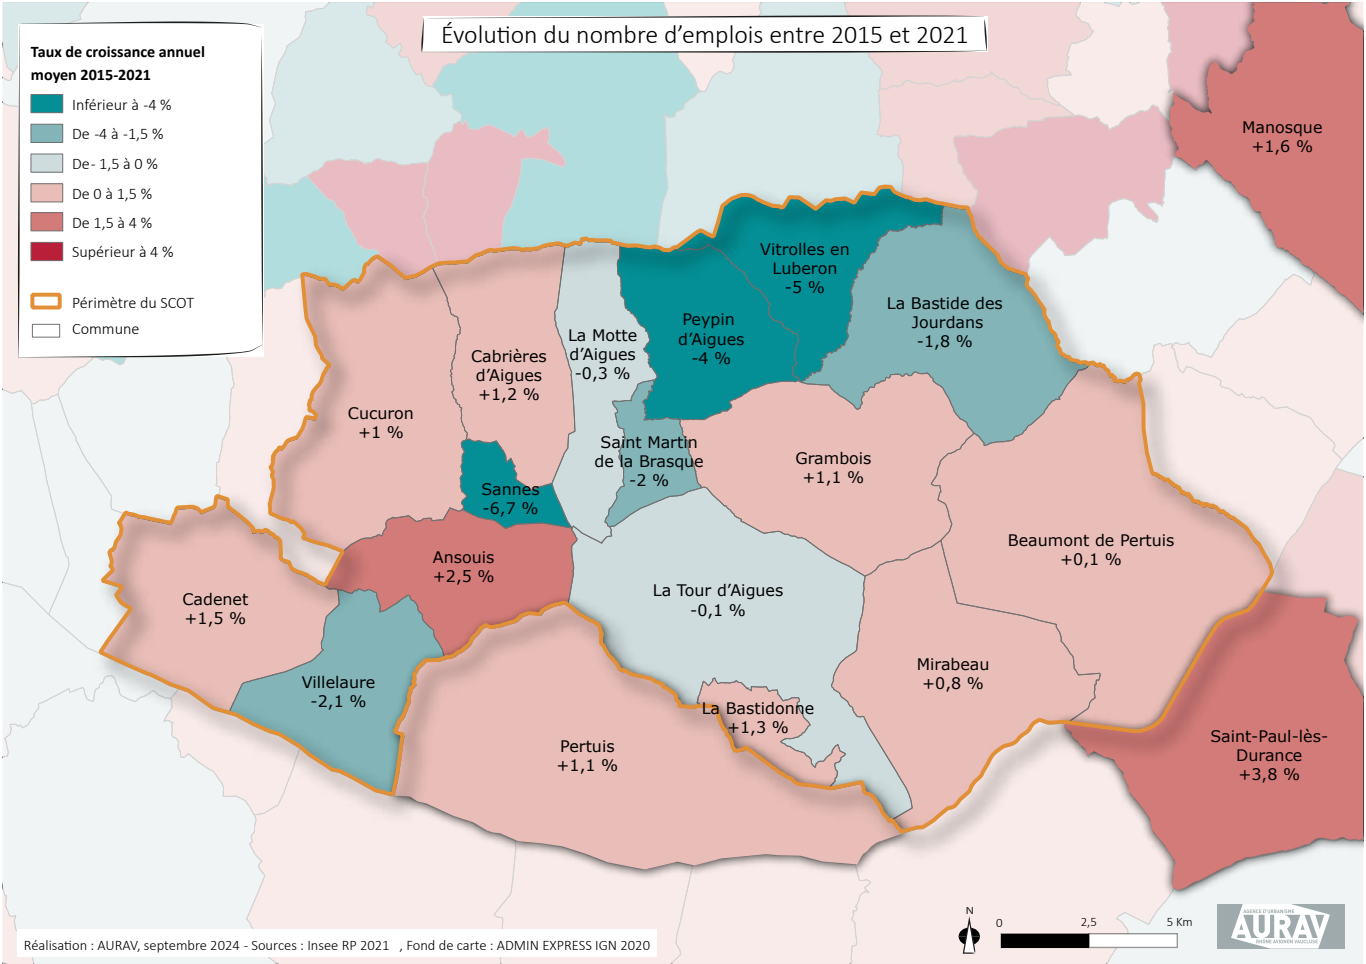 Évolution du nombre d'emplois entre 2015 et 2021
Taux de croissance annuel
moyen 2015-2021
Inférieur à -4 %
De -4 à -1,5 %
De- 1,5 à 0 %
De 0 à 1,5 %
De 1,5 à 4 %
Supérieur à 4 %
Périmètre du SCOT
Commune
Manosque
+1,6 %
Vitrolles en
Luberon
-5 %
La Bastide des
Jourdans
-1,8 %
Peypin
d'Aigues
-4 %
La Motte
d'Aigues
-0,3 %
Cabrières
d'Aigues
+1,2 %
Cucuron
+1 %
Saint Martin
de la Brasque
-2 %
Grambois
+1,1 %
Sannes
-6,7 %
Beaumont de Pertuis
+0,1 %
Ansouis
+2,5 %
La Tour d'Aigues
-0,1 %
Cadenet
+1,5 %
Mirabeau
+0,8 %
Villelaure
-2,1 %
La Bastidonne
+1,3 %
Pertuis
+1,1 %
Saint-Paul-lès-
Durance
+3,8 %
N
0 2,5 5 Km
AGENCE D'URBANISME
AURAV
RHÔNE AVIGNON VAUCLUSE
Réalisation : AURAV, septembre 2024 - Sources : Insee RP 2021 , Fond de carte : ADMIN EXPRESS IGN 2020